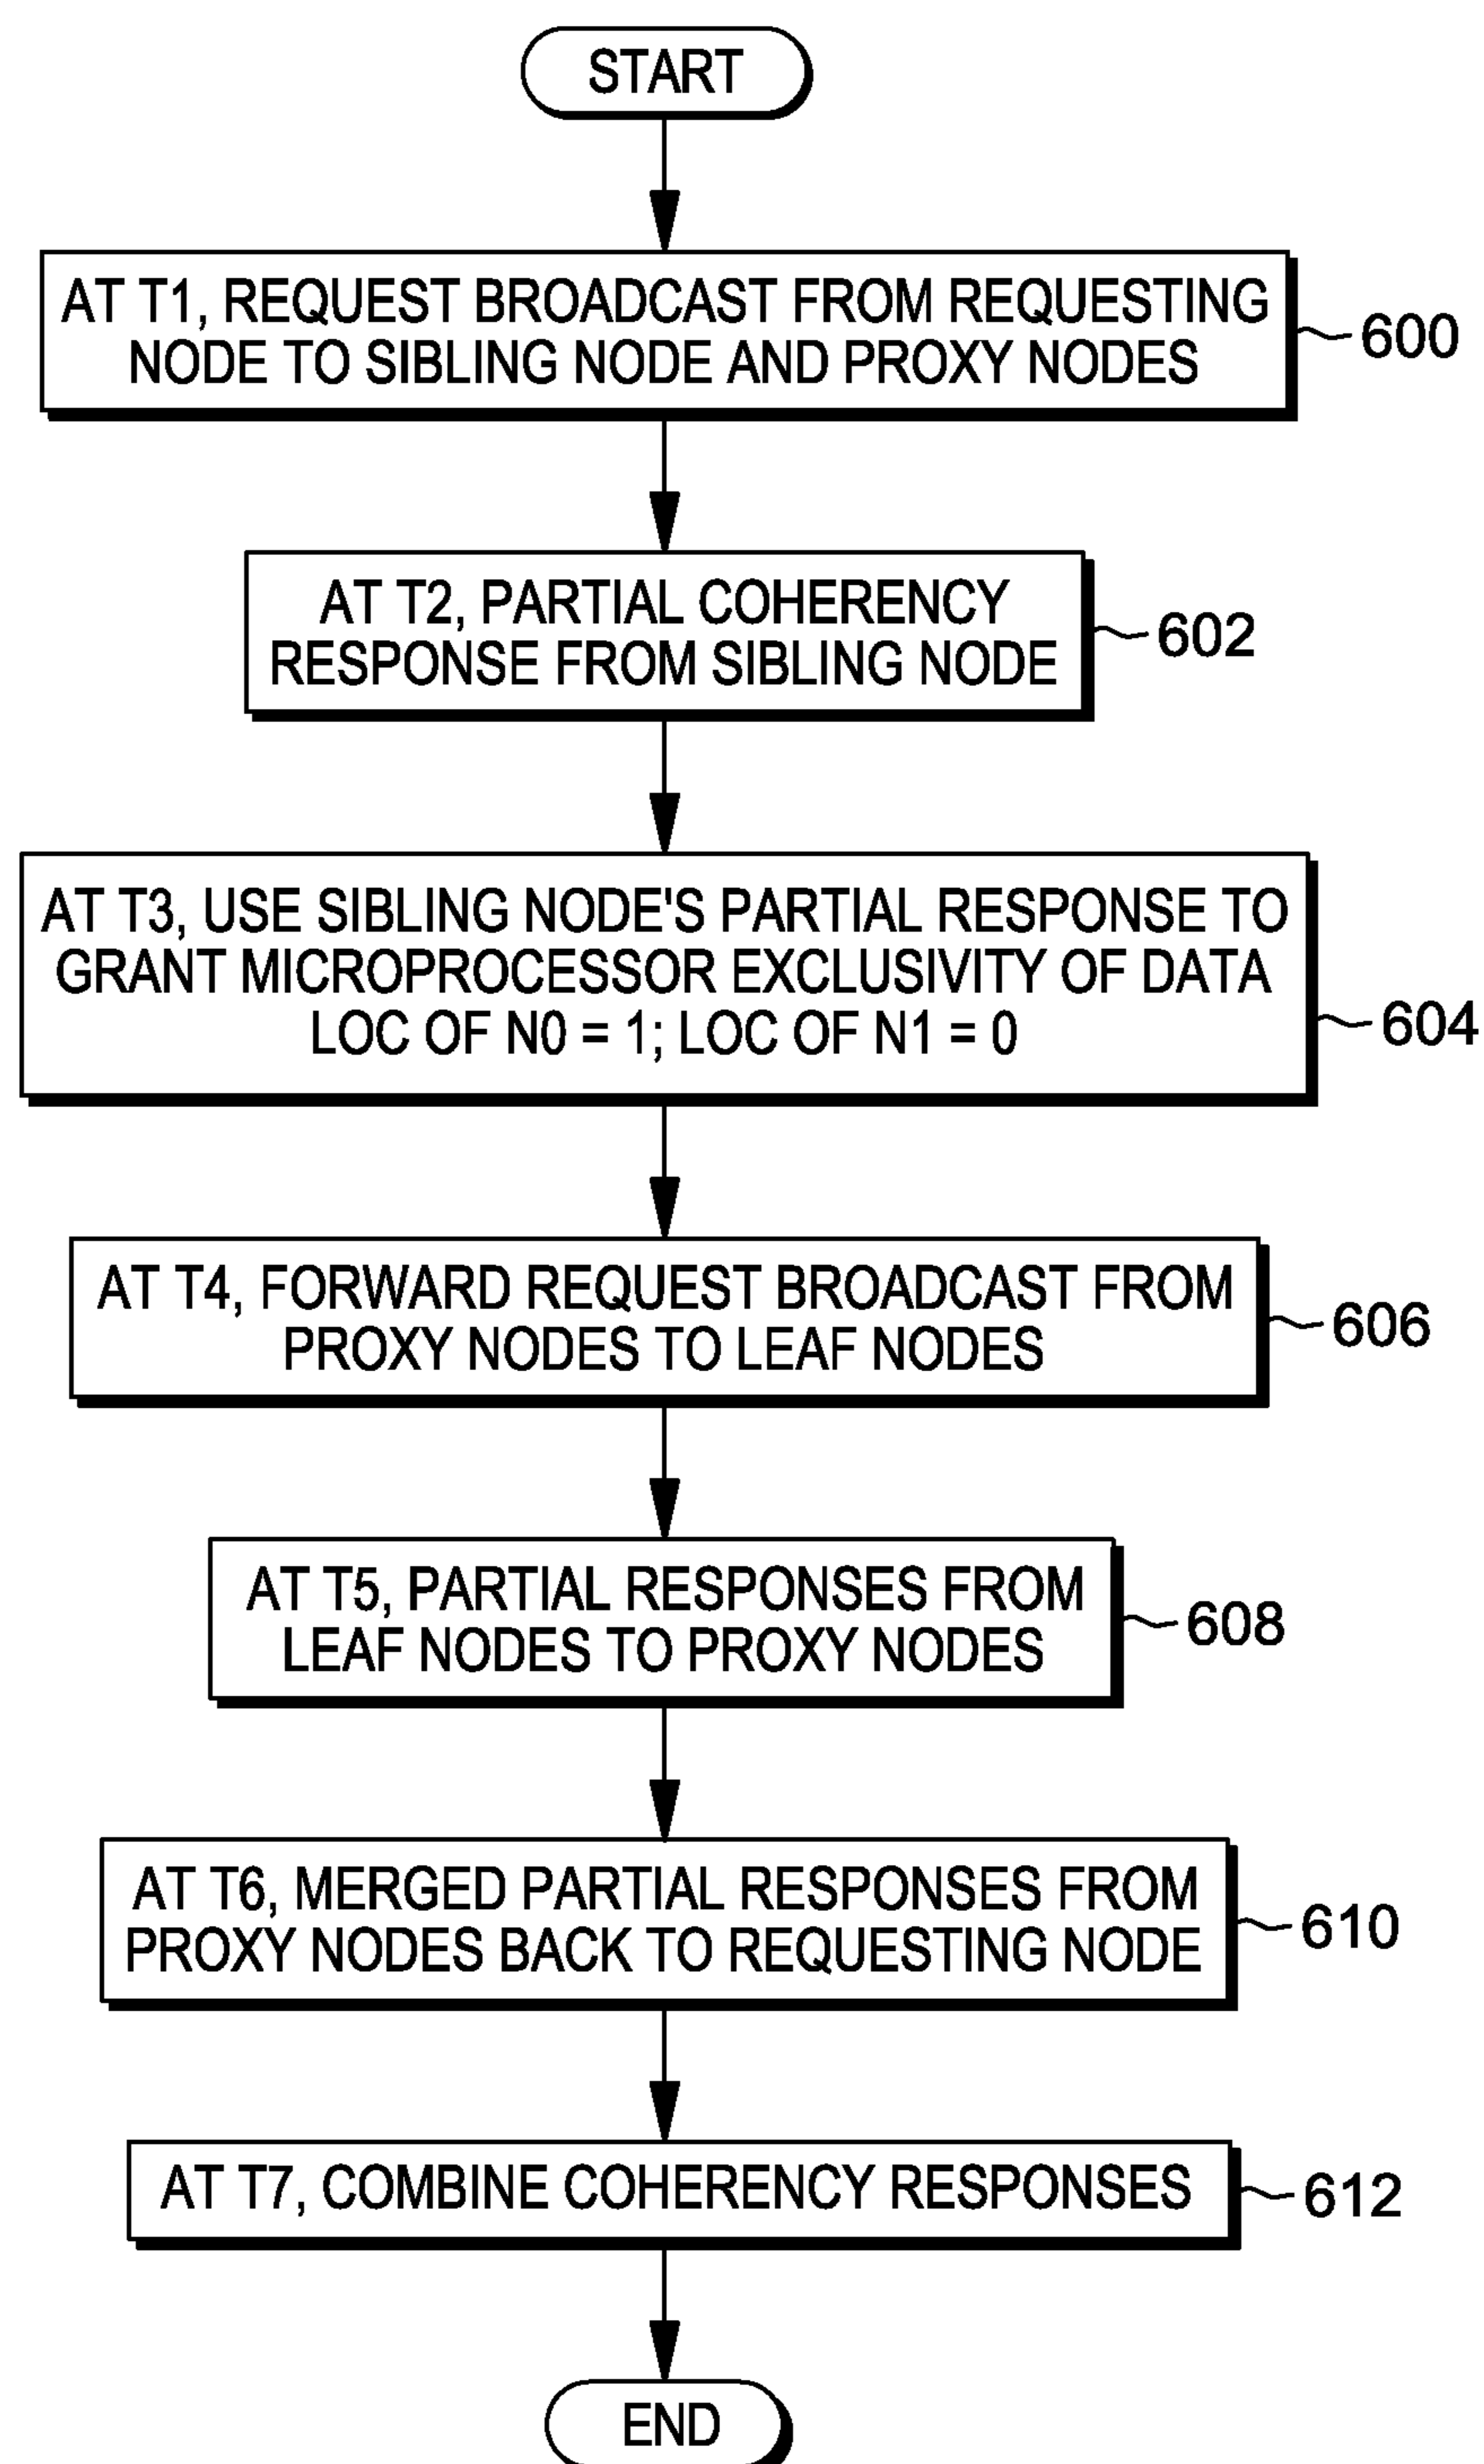 START
AT T1, REQUEST BROADCAST FROM REQUESTING
NODE TO SIBLING NODE AND PROXY NODES
600
AT T2, PARTIAL COHERENCY
RESPONSE FROM SIBLING NODE
602
AT T3, USE SIBLING NODE'S PARTIAL RESPONSE TO
GRANT MICROPROCESSOR EXCLUSIVITY OF DATA
LOC OF N0 = 1; LOC OF N1 = 0
604
AT T4, FORWARD REQUEST BROADCAST FROM
PROXY NODES TO LEAF NODES
606
AT T5, PARTIAL RESPONSES FROM
LEAF NODES TO PROXY NODES
608
AT T6, MERGED PARTIAL RESPONSES FROM
PROXY NODES BACK TO REQUESTING NODE
610
AT T7, COMBINE COHERENCY RESPONSES
612
END